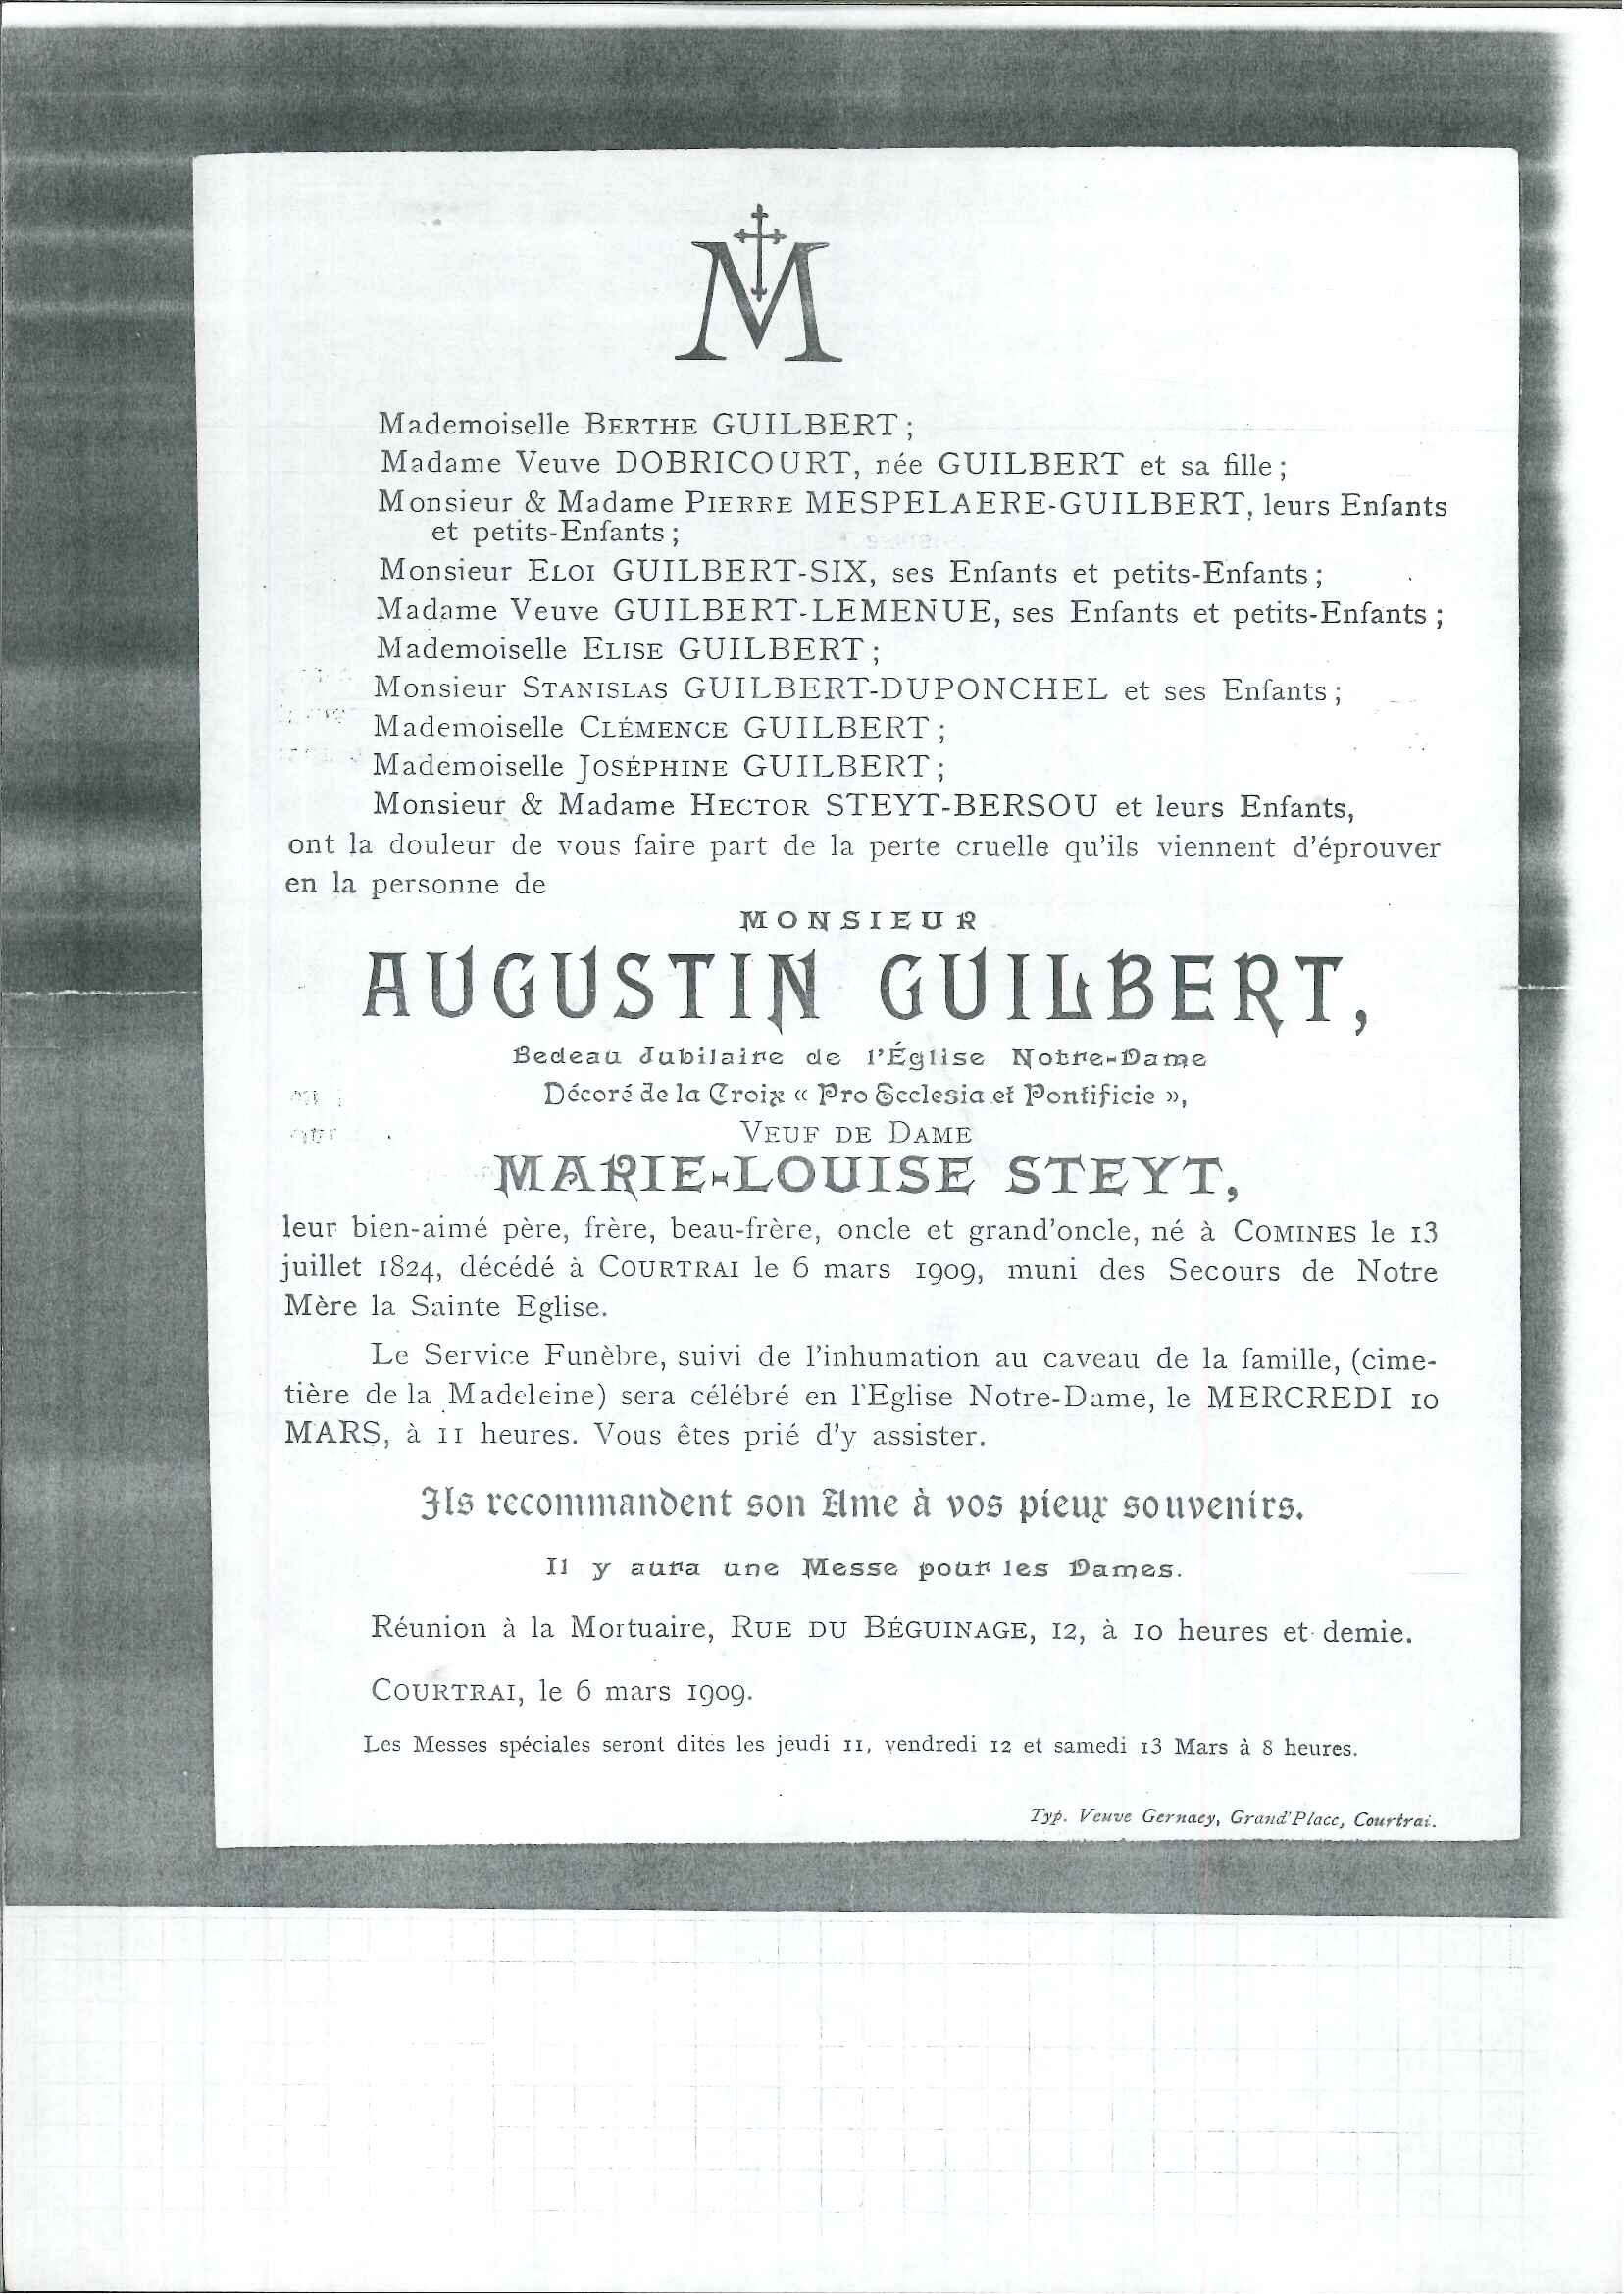 M
Mademoiselle BERTHE GUILBERT ;
Madame Veuve DOBRICOURT, née GUILBERT et sa fille ;
Monsieur & Madame PIERRE MESPELAERE-GUILBERT, leurs Enfants
et petits-Enfants ;
Monsieur ELOI GUILBERT-SIX, ses Enfants et petits-Enfants ;
Madame Veuve GUILBERT-LEMENUE, ses Enfants et petits-Enfants ;
Mademoiselle ELISE GUILBERT ;
Monsieur STANISLAS GUILBERT-DUPONCHEL et ses Enfants ;
Mademoiselle CLÉMENCE GUILBERT ;
Mademoiselle JOSÉPHINE GUILBERT ;
Monsieur & Madame HECTOR STEYT-BERSOU et leurs Enfants,
ont la douleur de vous faire part de la perte cruelle qu'ils viennent d'éprouver
en la personne de
MONSIEUR
AUGUSTIN GUILBERT,
Bedeau Jubilaire de l'Église Notre-Dame
Décoré de la Croix « Pro Ecclesia et Pontificie »,
VEUF DE DAME
MARIE-LOUISE STEYT,
leur bien-aimé père, frère, beau-frère, oncle et grand'oncle, né à COMINES le 13
juillet 1824, décédé à COURTRAI le 6 mars 1909, muni des Secours de Notre
Mère la Sainte Eglise.
Le Service Funèbre, suivi de l'inhumation au caveau de la famille, (cime-
tière de la Madeleine) sera célébré en l'Eglise Notre-Dame, le MERCREDI 10
MARS, à 11 heures. Vous êtes prié d'y assister.
Ils recommandent son Ame à vos pieux souvenirs.
Il y aura une Messe pour les Dames.
Réunion à la Mortuaire, RUE DU BÉGUINAGE, 12, à 10 heures et demie.
COURTRAI, le 6 mars 1909.
Les Messes spéciales seront dites les jeudi 11, vendredi 12 et samedi 13 Mars à 8 heures.
Typ. Veuve Gernaey, Grand'Place, Courtrai.